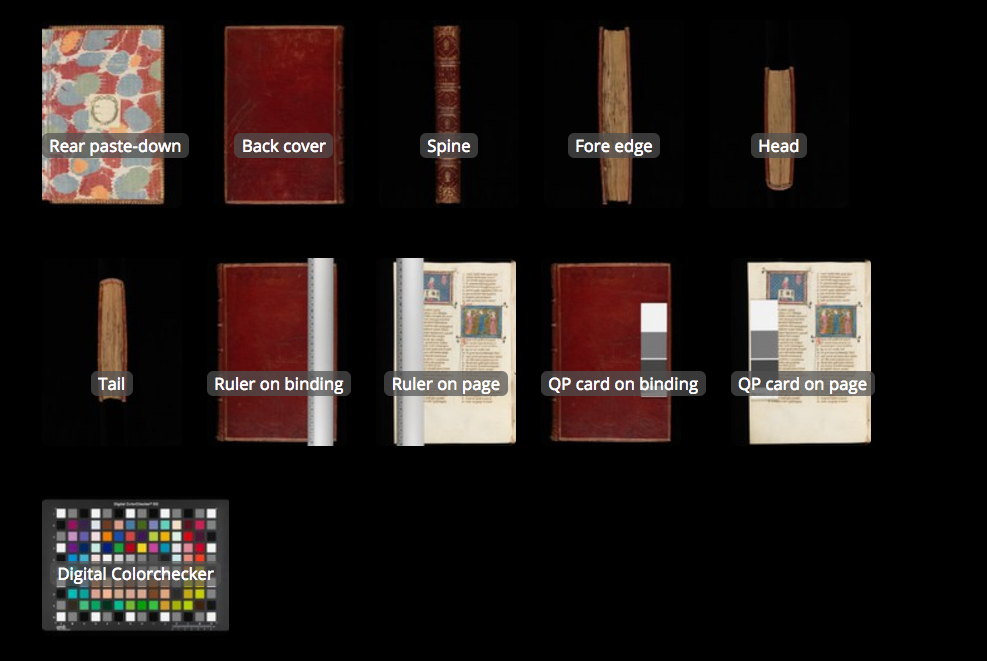 Rear paste-down
Back cover
Spine
Fore edge
Head
Tail
Ruler on binding
Ruler on page
QP card on binding
QP card on page
Digital Colorchecker